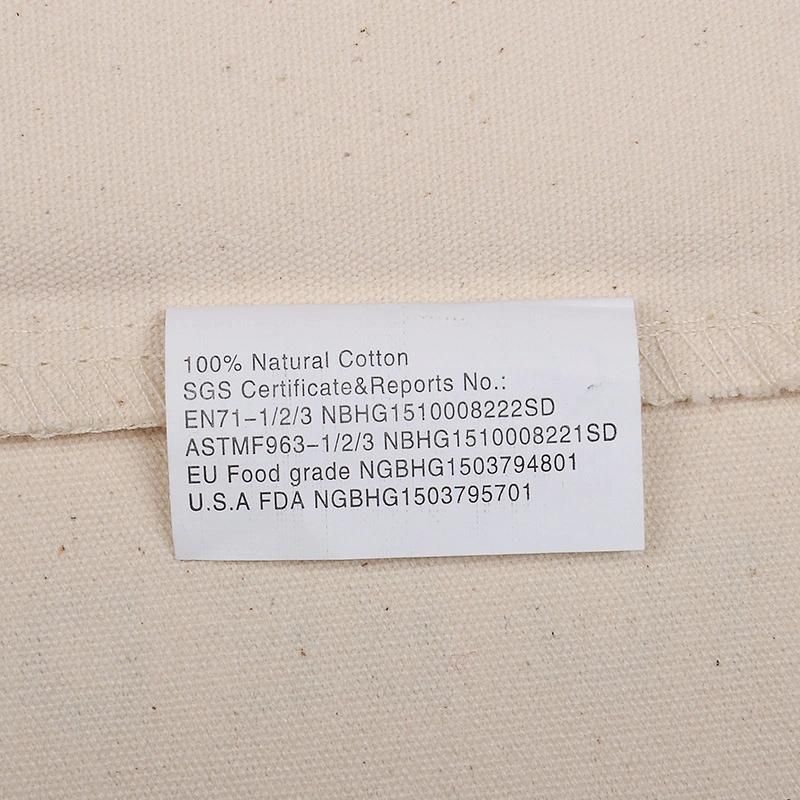 100% Natural Cotton
SGS Certificate&Reports No.:
EN71-1/2/3 NBHG1510008222SD
ASTMF963-1/2/3 NBHG1510008221SD
EU Food grade NGBHG1503794801
U.S.A FDA NGBHG1503795701